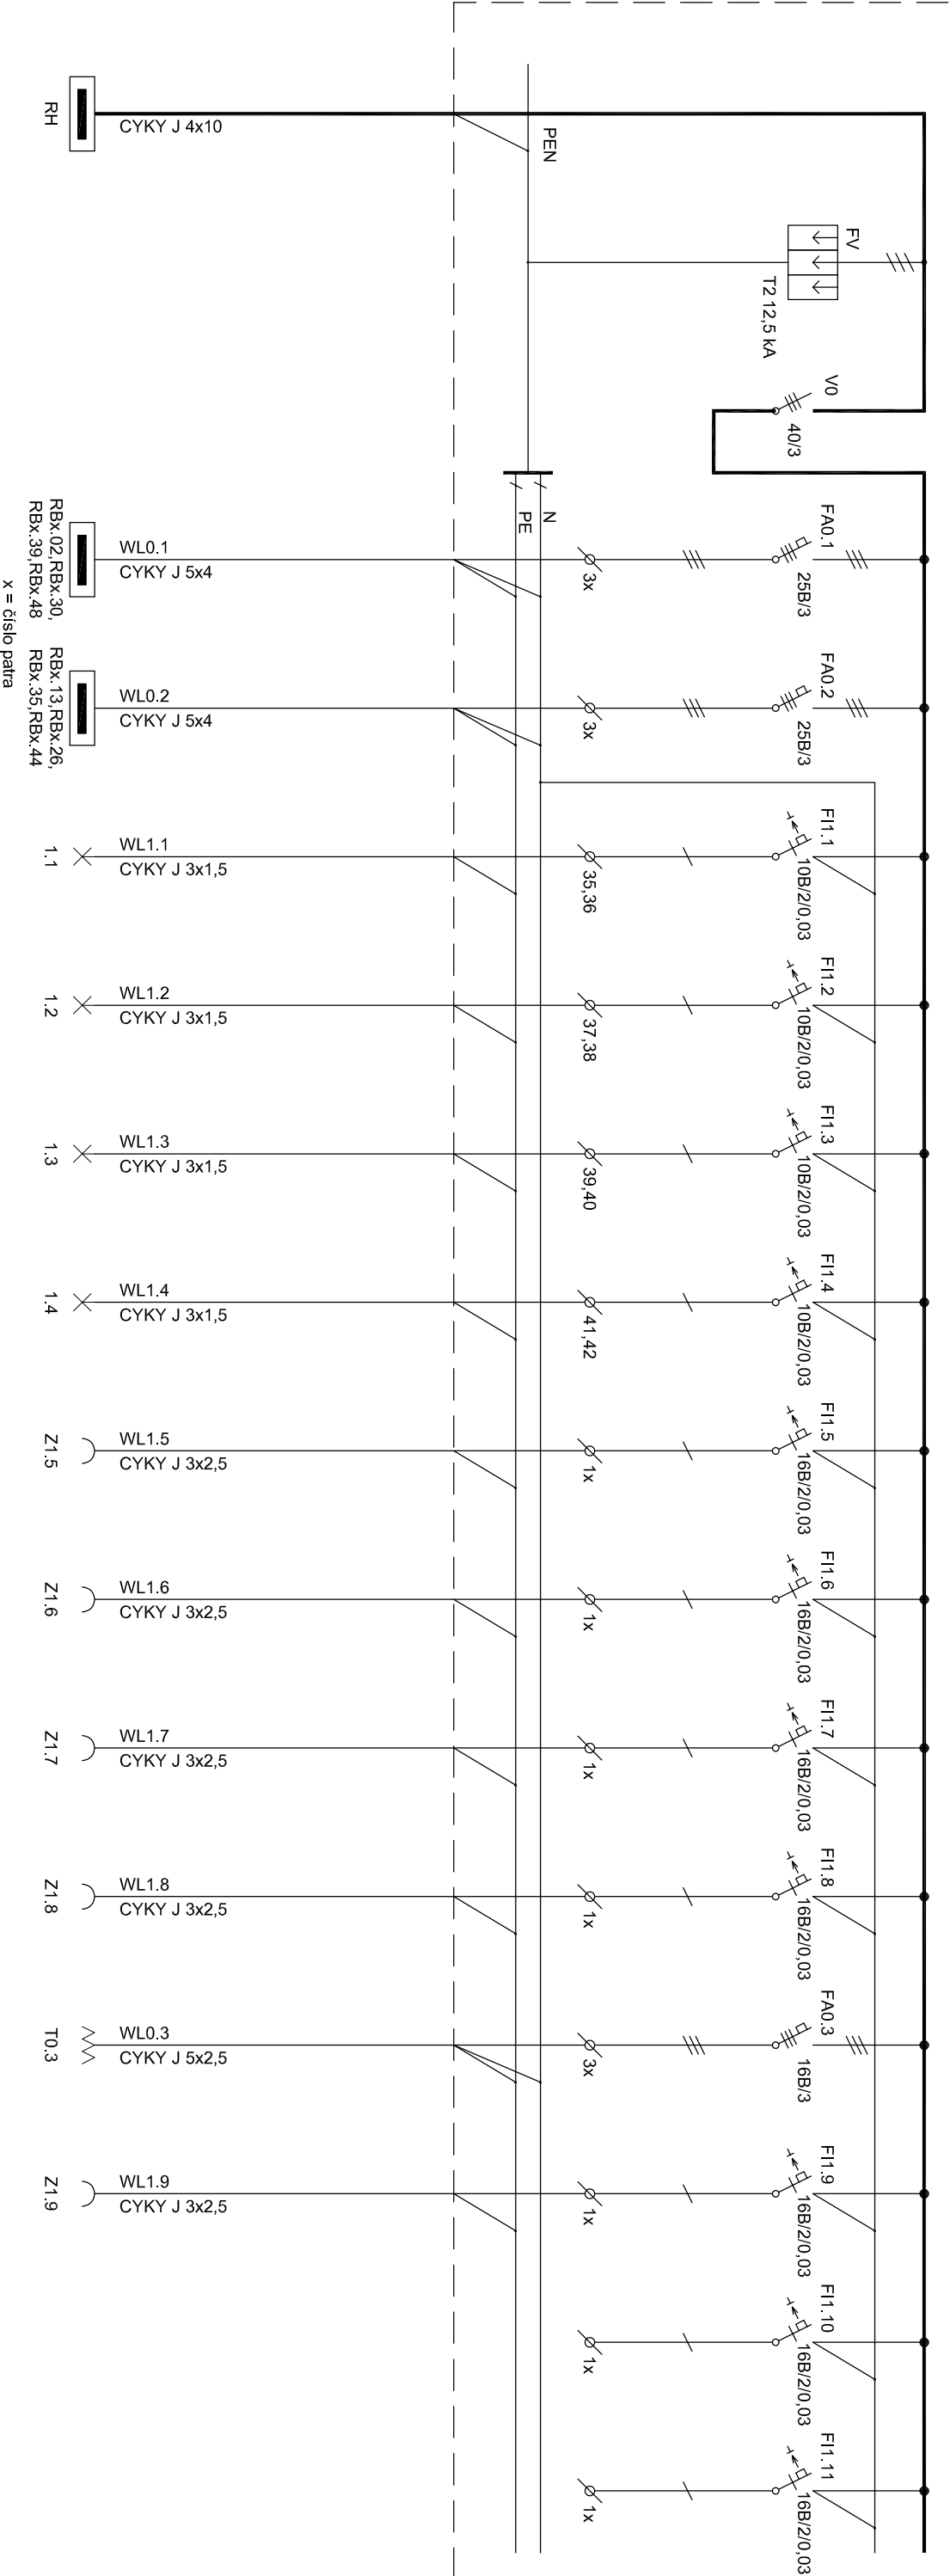 RH
CYKY J 4x10
PEN
FV
T2 12,5 kA
V0
40/3
N
PE
FA0.1
25B/3
3x
WL0.1
CYKY J 5x4
RBx.02,RBx.30,
RBx.39,RBx.48
FA0.2
25B/3
3x
WL0.2
CYKY J 5x4
RBx.13,RBx.26,
RBx.35,RBx.44
x = číslo patra
FI1.1
10B/2/0,03
35,36
WL1.1
CYKY J 3x1,5
1.1
FI1.2
10B/2/0,03
37,38
WL1.2
CYKY J 3x1,5
1.2
FI1.3
10B/2/0,03
39,40
WL1.3
CYKY J 3x1,5
1.3
FI1.4
10B/2/0,03
41,42
WL1.4
CYKY J 3x1,5
1.4
FI1.5
16B/2/0,03
1x
WL1.5
CYKY J 3x2,5
Z1.5
FI1.6
16B/2/0,03
1x
WL1.6
CYKY J 3x2,5
Z1.6
FI1.7
16B/2/0,03
1x
WL1.7
CYKY J 3x2,5
Z1.7
FI1.8
16B/2/0,03
1x
WL1.8
CYKY J 3x2,5
Z1.8
FA0.3
16B/3
3x
WL0.3
CYKY J 5x2,5
T0.3
FI1.9
16B/2/0,03
1x
WL1.9
CYKY J 3x2,5
Z1.9
FI1.10
16B/2/0,03
1x
FI1.11
16B/2/0,03
1x